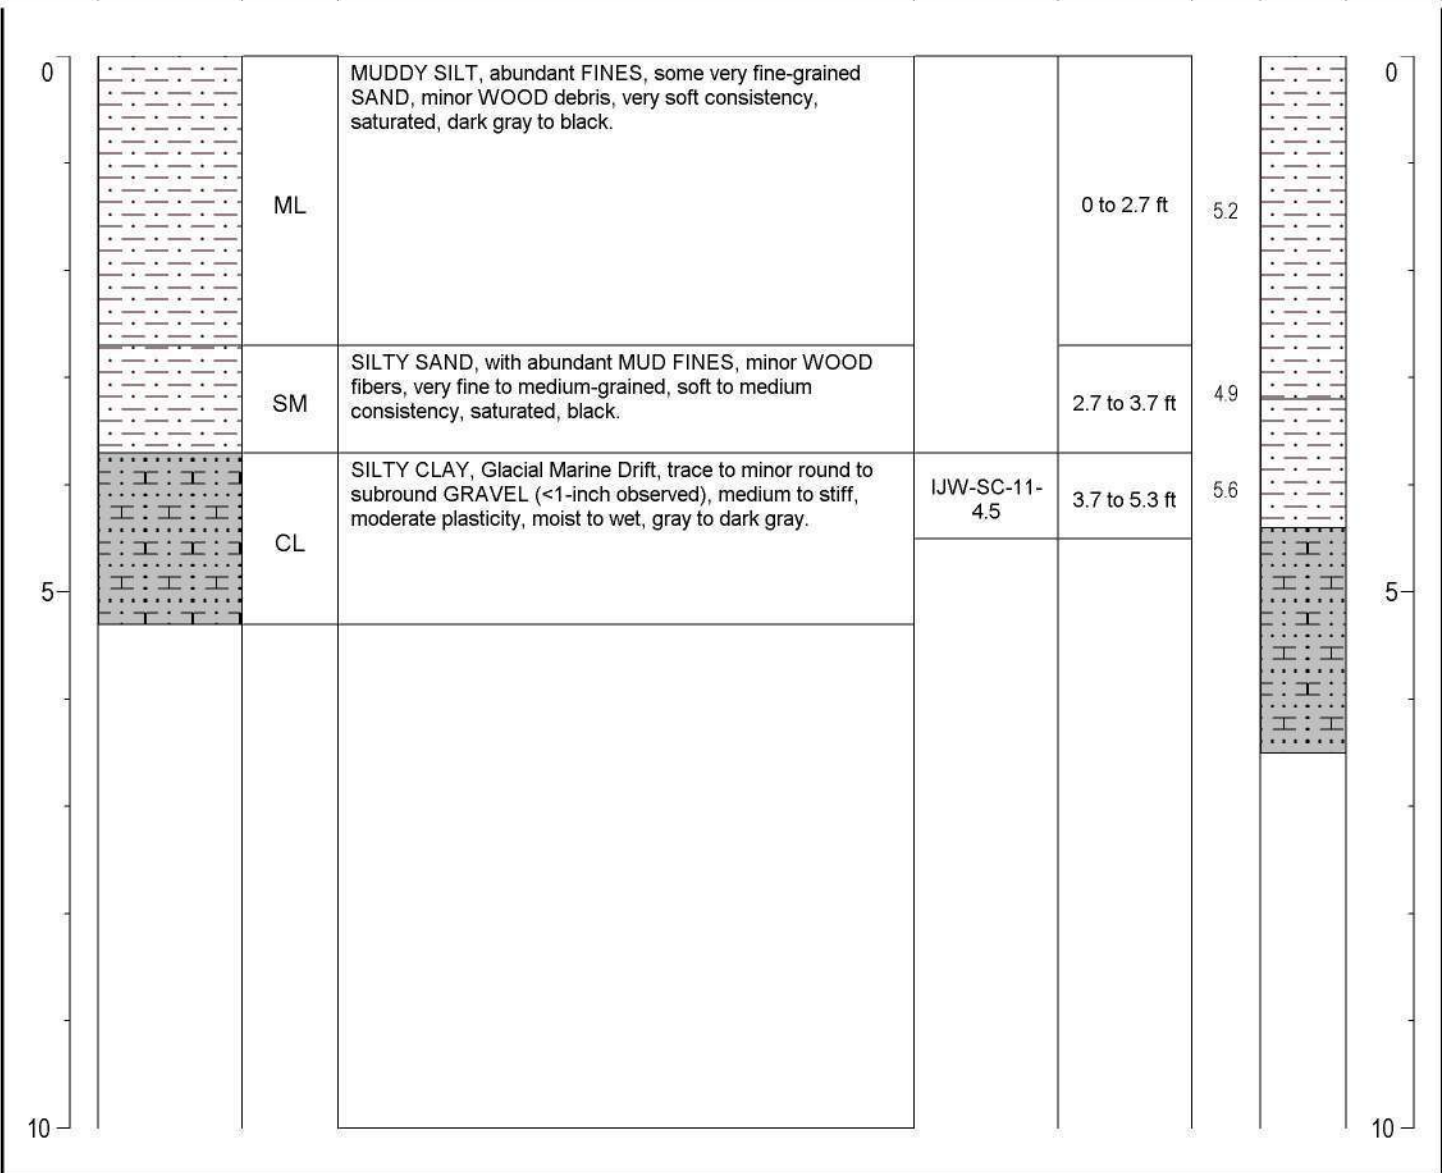 0
MUDDY SILT, abundant FINES, some very fine-grained
SAND, minor WOOD debris, very soft consistency,
saturated, dark gray to black.
0
ML
0 to 2.7 ft
5.2
SILTY SAND, with abundant MUD FINES, minor WOOD
fibers, very fine to medium-grained, soft to medium
consistency, saturated, black.
SM
2.7 to 3.7 ft
4.9
SILTY CLAY, Glacial Marine Drift, trace to minor round to
subround GRAVEL (<1-inch observed), medium to stiff,
moderate plasticity, moist to wet, gray to dark gray.
CL
IJW-SC-11-
4.5
3.7 to 5.3 ft
5.6
5
5
10
10